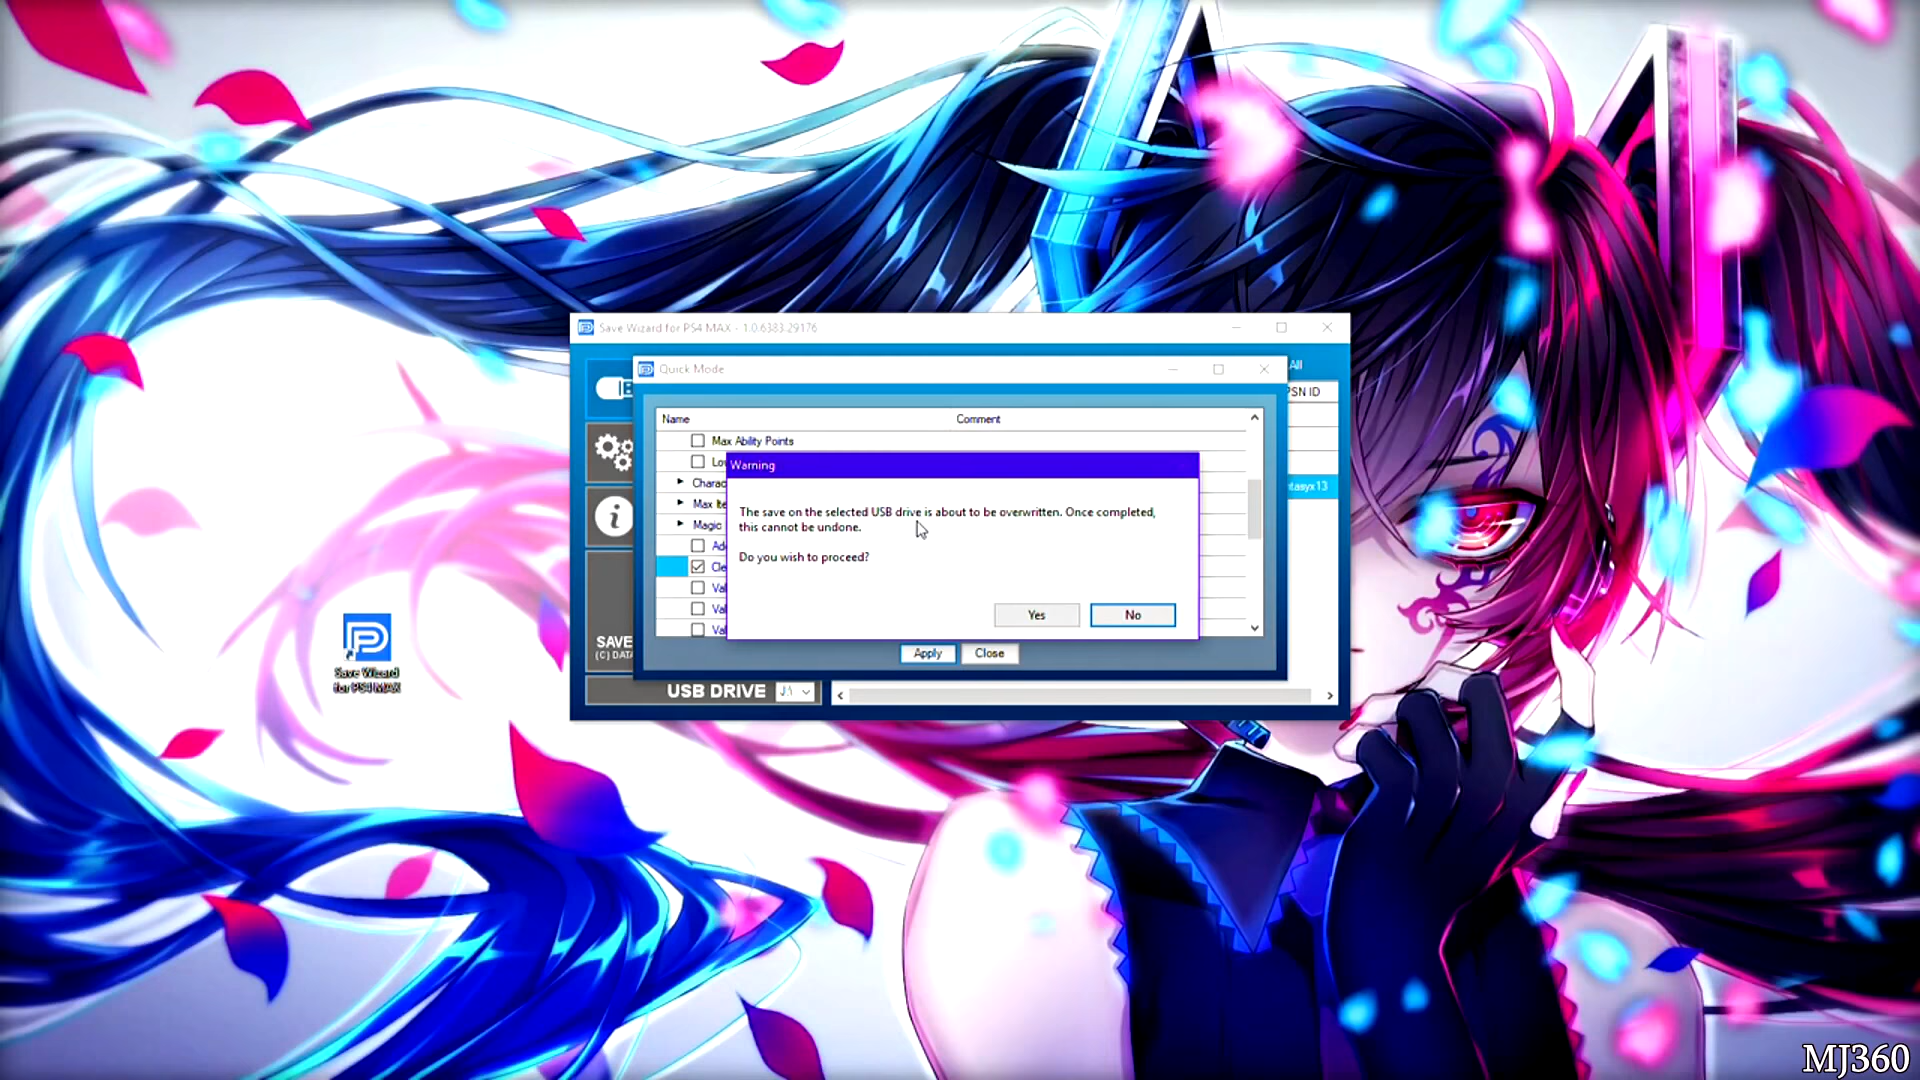 Save Wizard for PS4 MAX - 1.0.6383.29176
All
Quick Mode
PSN ID
Name
Comment
Max Ability Points
Warning
Max
Magic
The save on the selected USB drive is about to be overwritten. Once completed,
this cannot be undone.
Do you wish to proceed?
Yes
No
SAVE
Apply
Close
USB DRIVE
J:\
Save Wizard
for PS4 MAX
MJ360